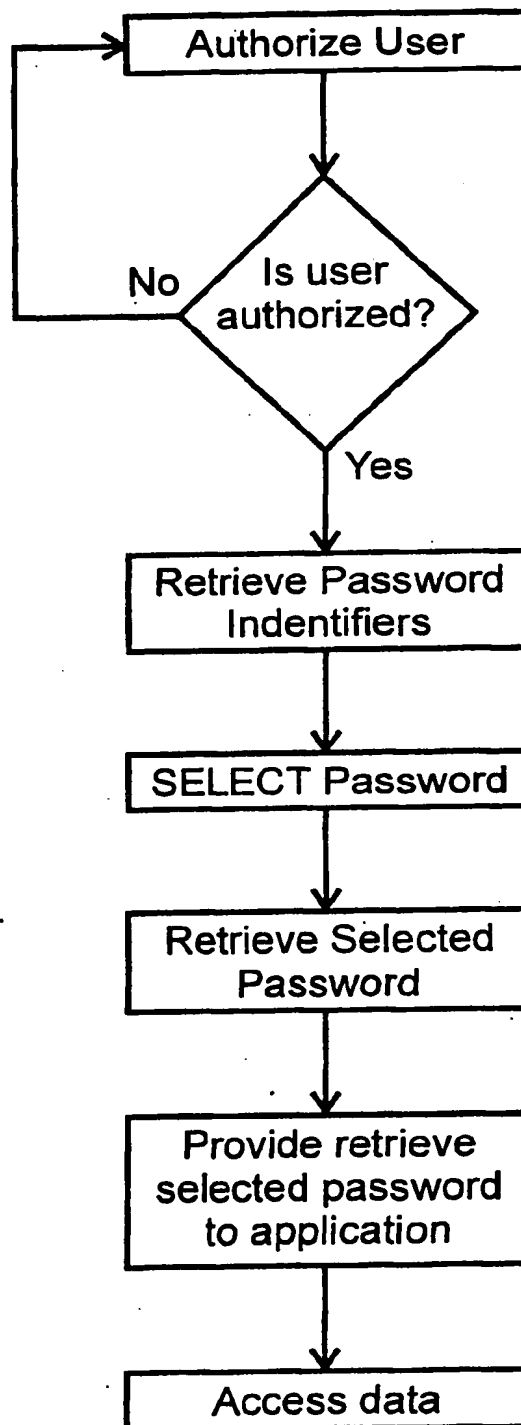 Authorize User
Is user
authorized?
No
Yes
Retrieve Password
Indentifiers
SELECT Password
Retrieve Selected
Password
Provide retrieve
selected password
to application
Access data